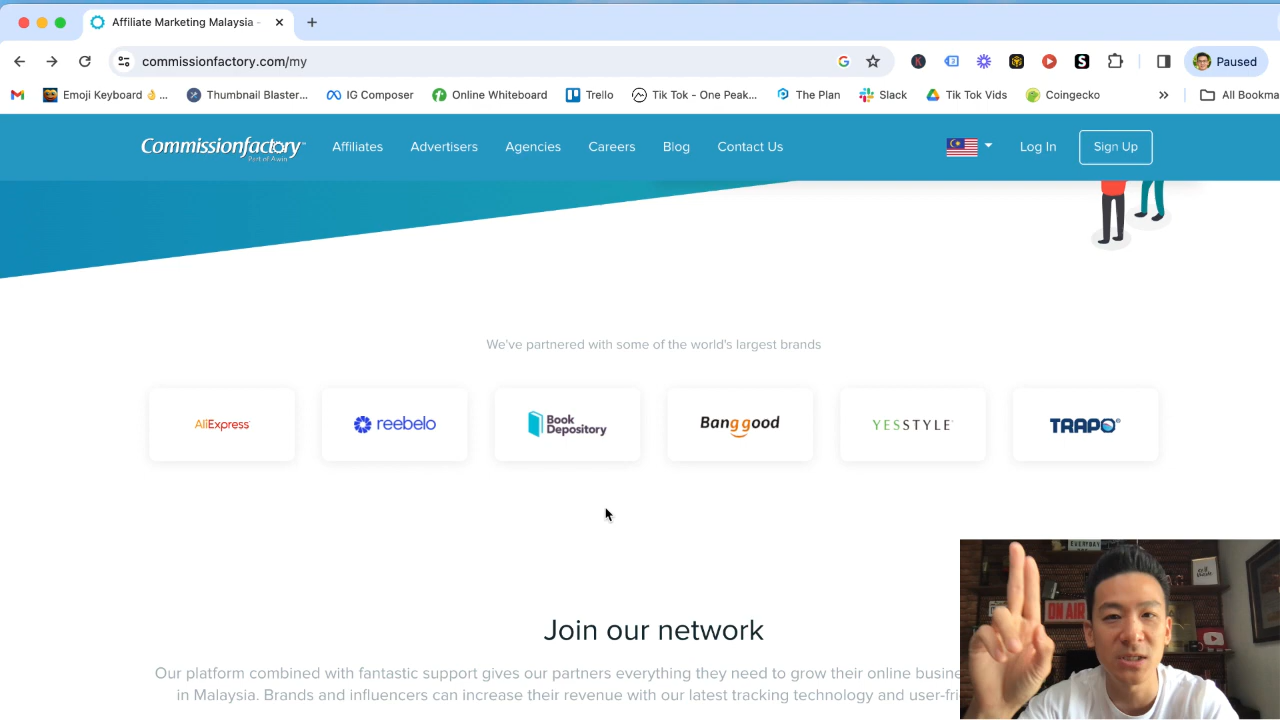 Affiliate Marketing Malaysia -
commissionfactory.com/my
Paused
Emoji Keyboard 👌 ...
Thumbnail Blaster...
IG Composer
Online Whiteboard
Trello
Tik Tok - One Peak...
The Plan
Slack
Tik Tok Vids
Coingecko
All Bookma
Commissionfactory
Part of Awin
Affiliates
Advertisers
Agencies
Careers
Blog
Contact Us
Log In
Sign Up
We've partnered with some of the world's largest brands
AliExpress
reebelo
Book
Depository
Banggood
YESSTYLE
TRAPO
Join our network
Our platform combined with fantastic support gives our partners everything they need to grow their online busine
in Malaysia. Brands and influencers can increase their revenue with our latest tracking technology and user-frie
EVERYDAY
ON AIR